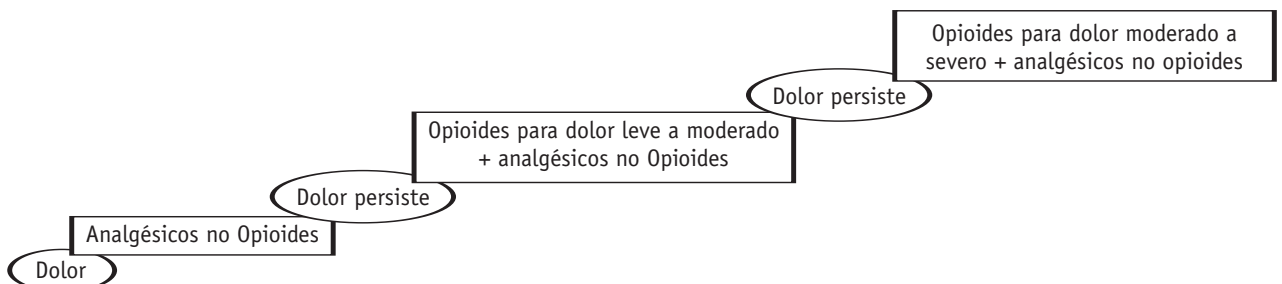 Opioides para dolor moderado a
severo + analgésicos no opioides
Dolor persiste
Opioides para dolor leve a moderado
+ analgésicos no Opioides
Dolor persiste
Analgésicos no Opioides
Dolor